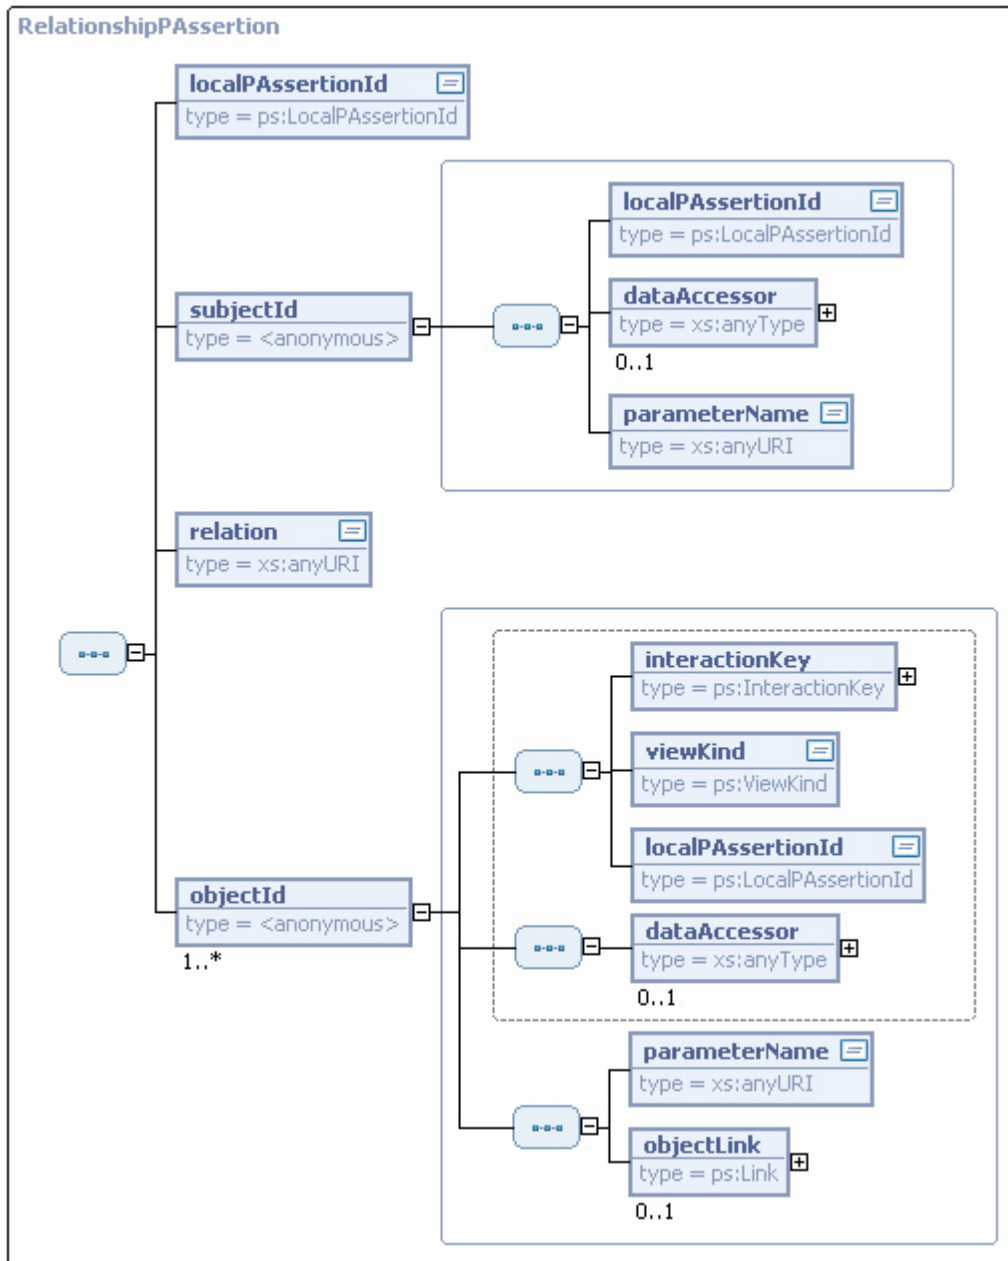 RelationshipPAssertion
localPAssertionId
type = ps:LocalPAssertionId
localPAssertionId
type = ps:LocalPAssertionId
subjectId
type = <anonymous>
dataAccessor
type = xs:anyType
0..1
parameterName
type = xs:anyURI
relation
type = xs:anyURI
interactionKey
type = ps:InteractionKey
viewKind
type = ps:ViewKind
localPAssertionId
type = ps:LocalPAssertionId
objectId
type = <anonymous>
1..*
dataAccessor
type = xs:anyType
0..1
parameterName
type = xs:anyURI
objectLink
type = ps:Link
0..1